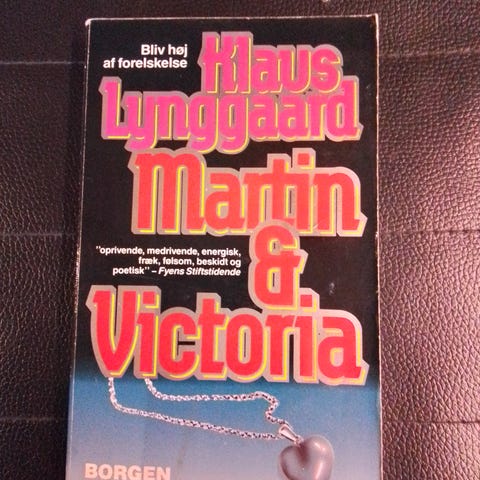 Bliv høj
af forelskelse
Klaus
Lynggaard
Martin
&
Victoria
"oprivende, medrivende, energisk,
fræk, følsom, beskidt og
poetisk" – Fyens Stiftstidende
BORGEN